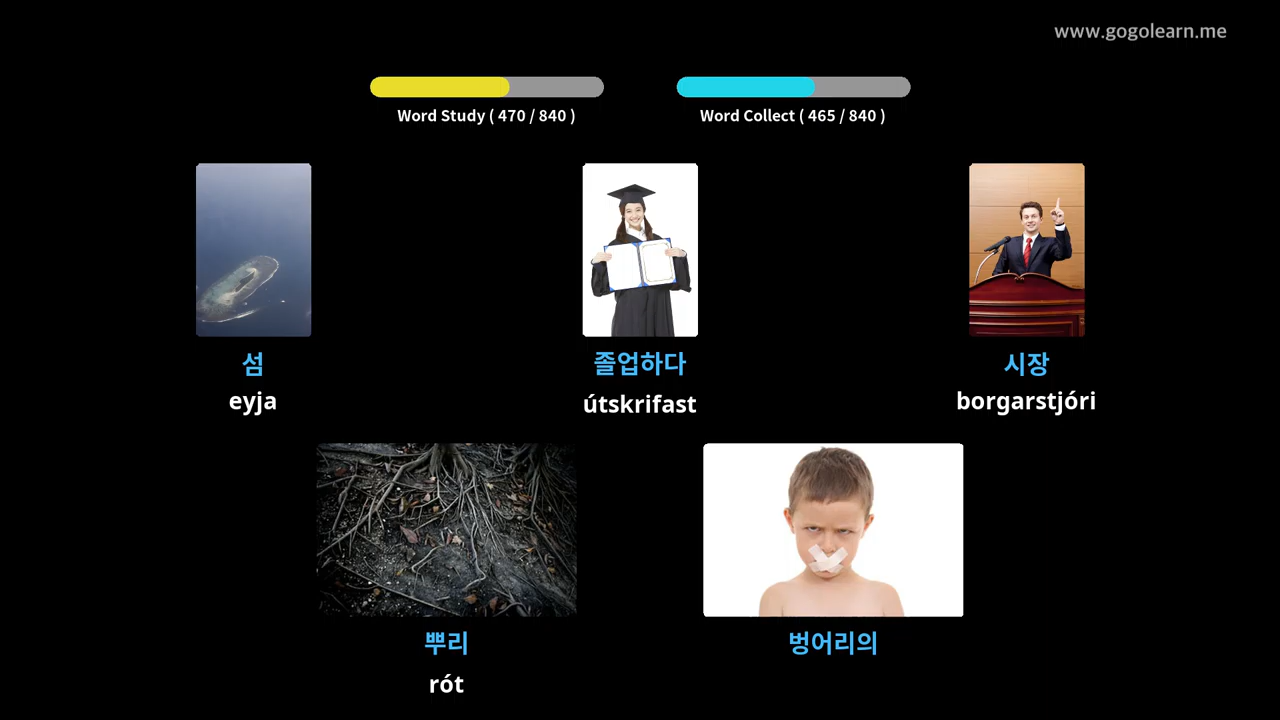 www.gogolearn.me
Word Study ( 470 / 840 )
Word Collect ( 465 / 840 )
섬
eyja
졸업하다
útskrifast
시장
borgarstjóri
뿌리
rót
벙어리의